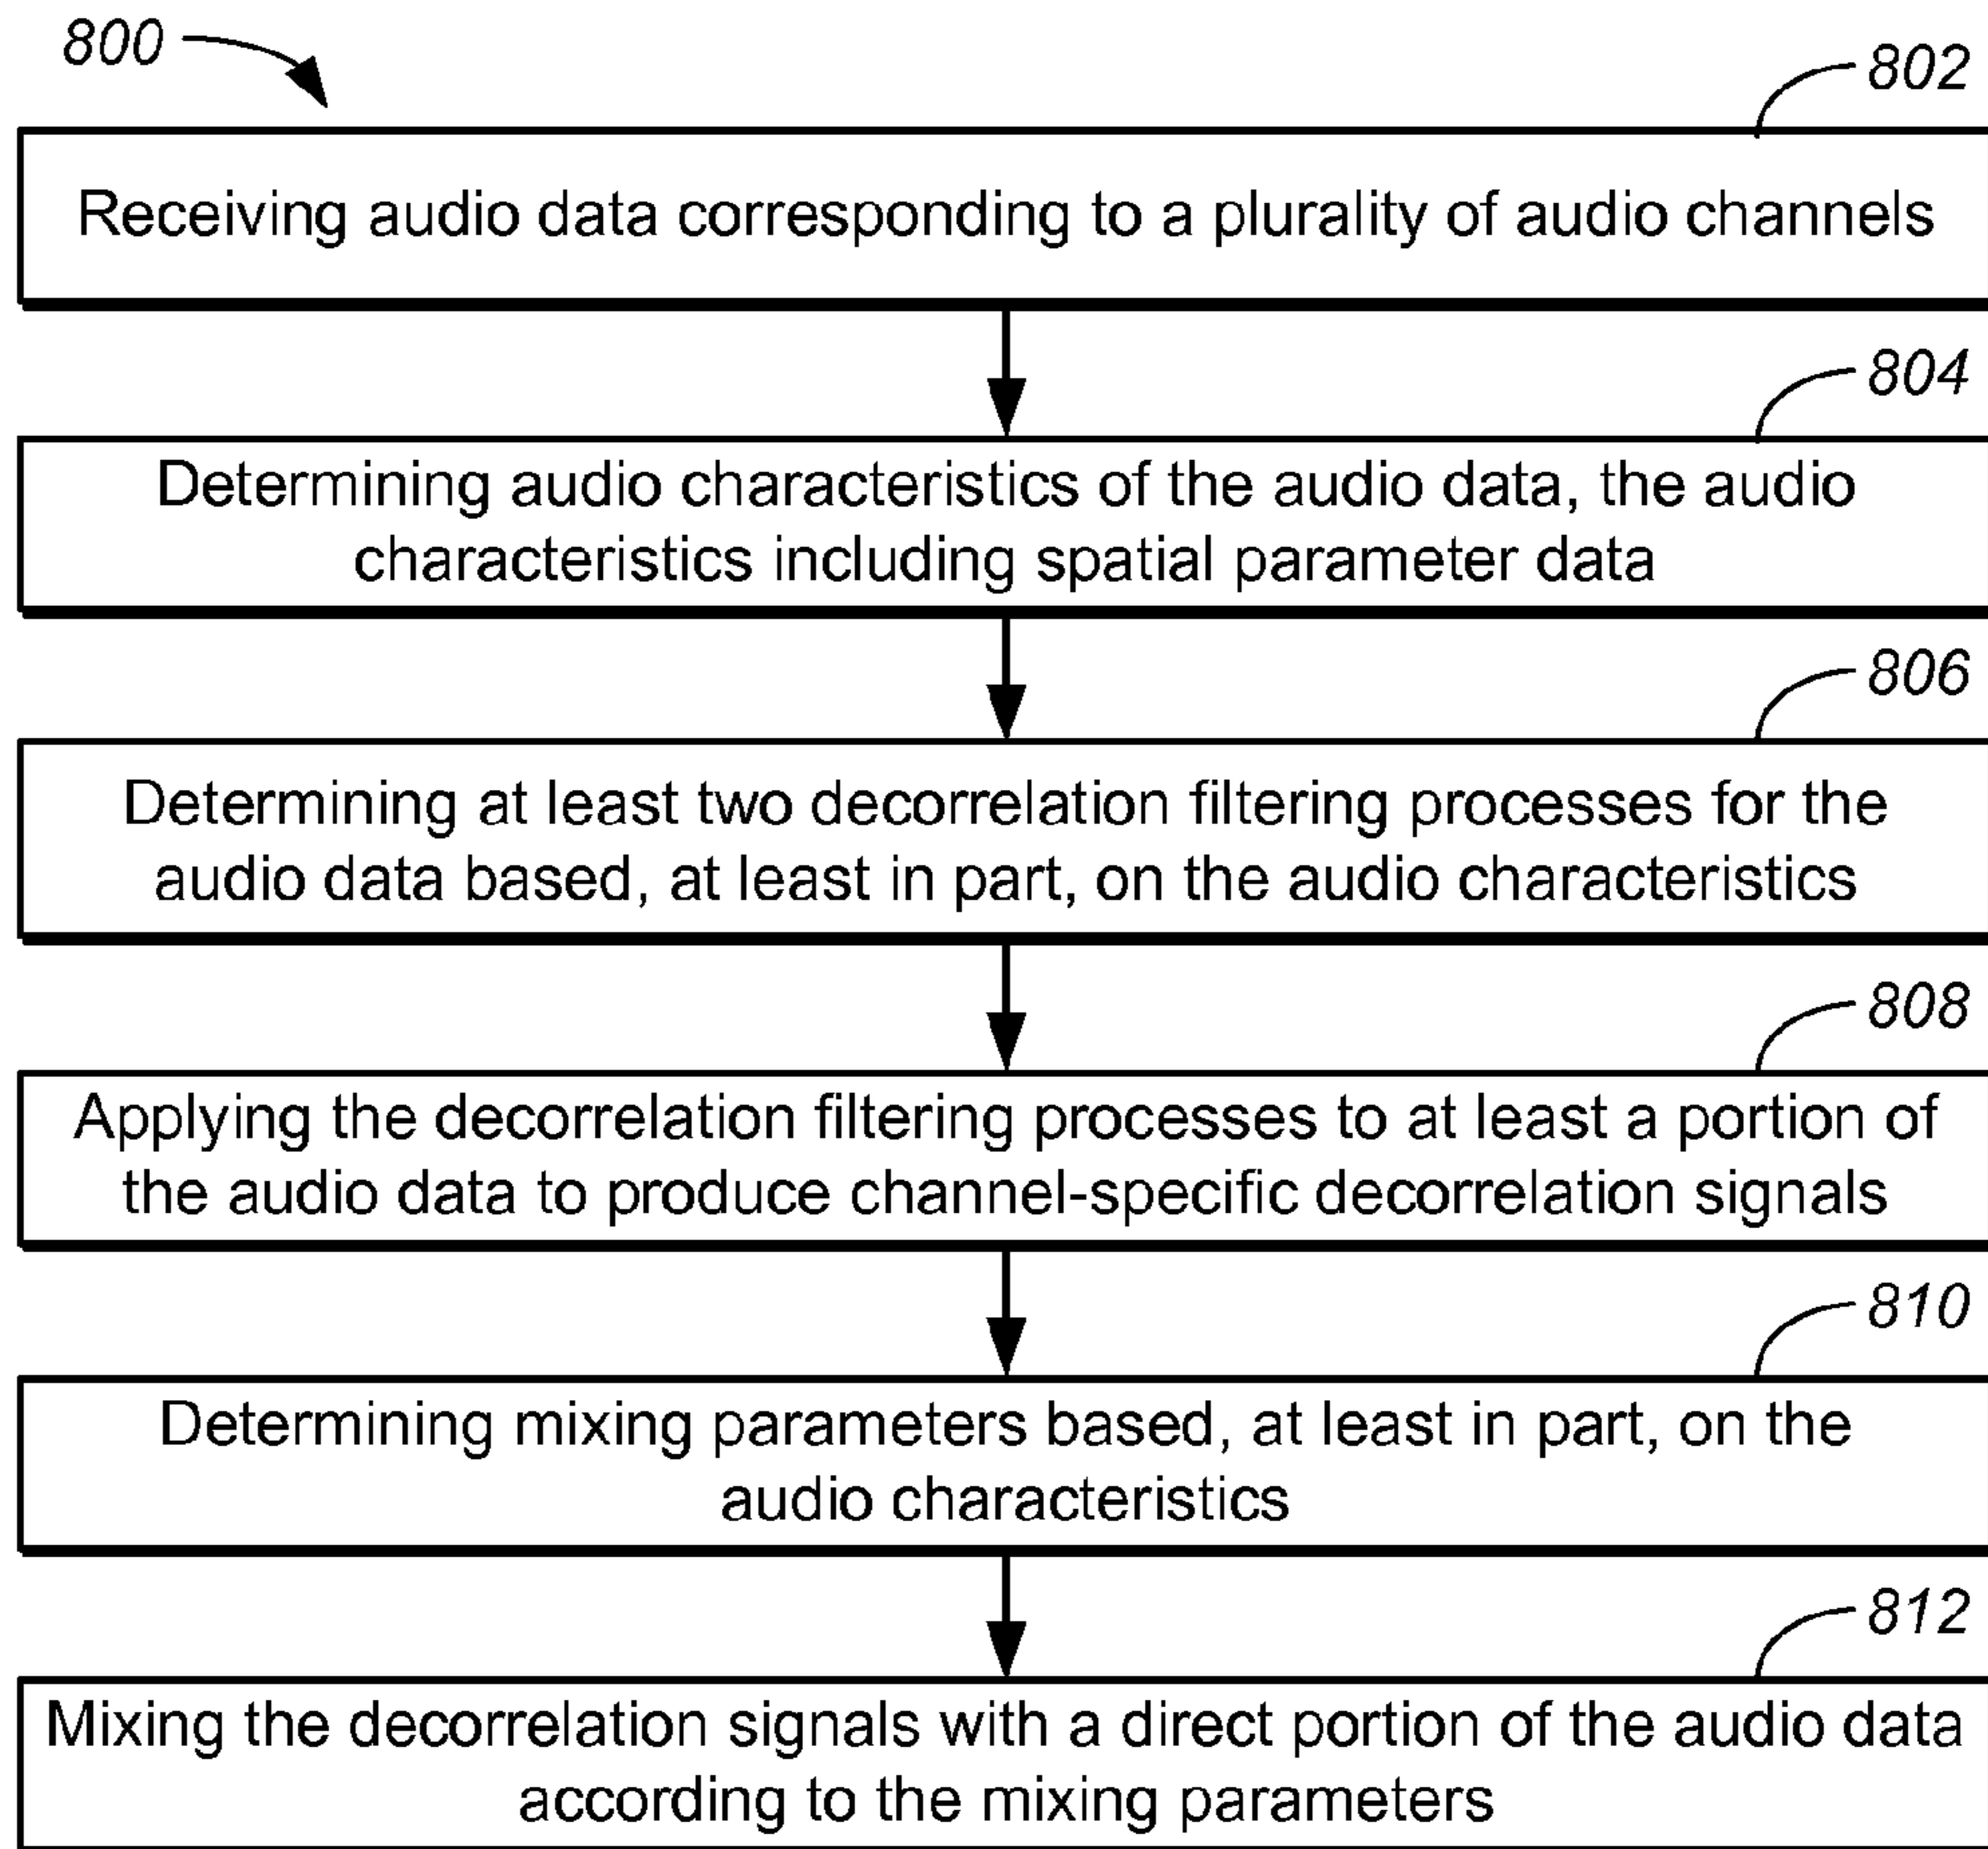 800
802
Receiving audio data corresponding to a plurality of audio channels
804
Determining audio characteristics of the audio data, the audio
characteristics including spatial parameter data
806
Determining at least two decorrelation filtering processes for the
audio data based, at least in part, on the audio characteristics
808
Applying the decorrelation filtering processes to at least a portion of
the audio data to produce channel-specific decorrelation signals
810
Determining mixing parameters based, at least in part, on the
audio characteristics
812
Mixing the decorrelation signals with a direct portion of the audio data
according to the mixing parameters